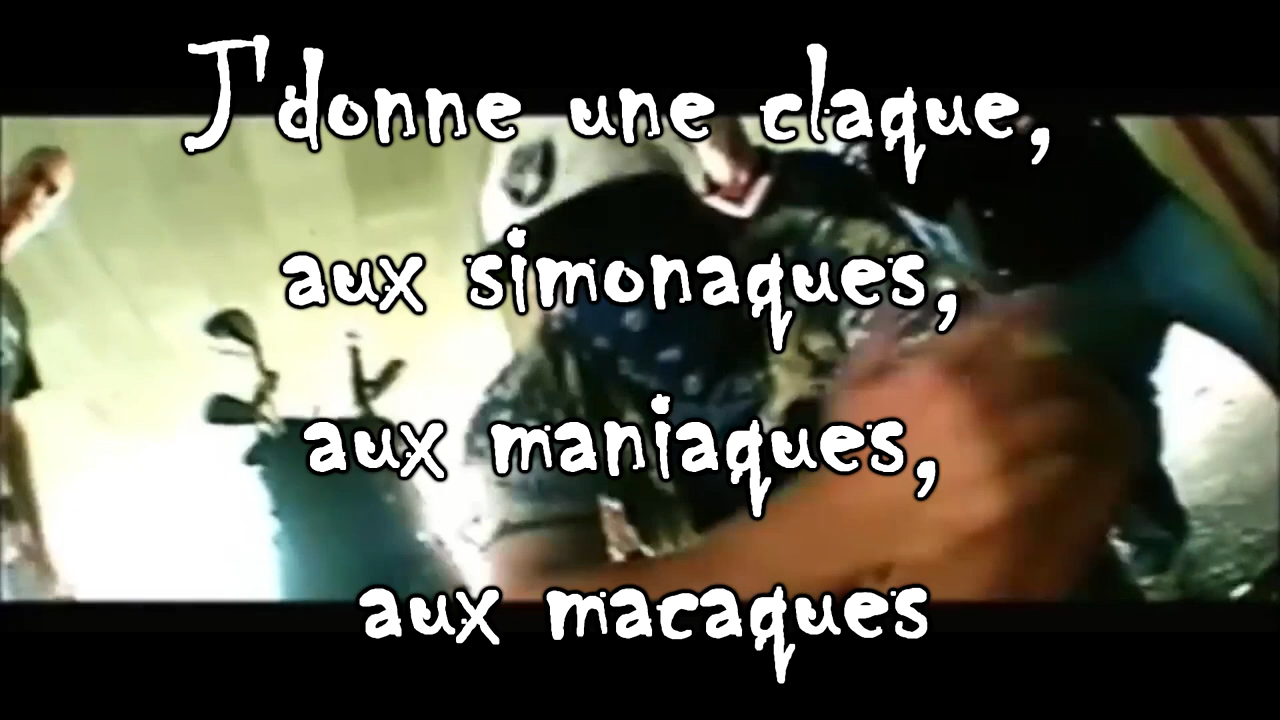 J'donne une claque,
aux simonaques,
aux maniaques,
aux macaques